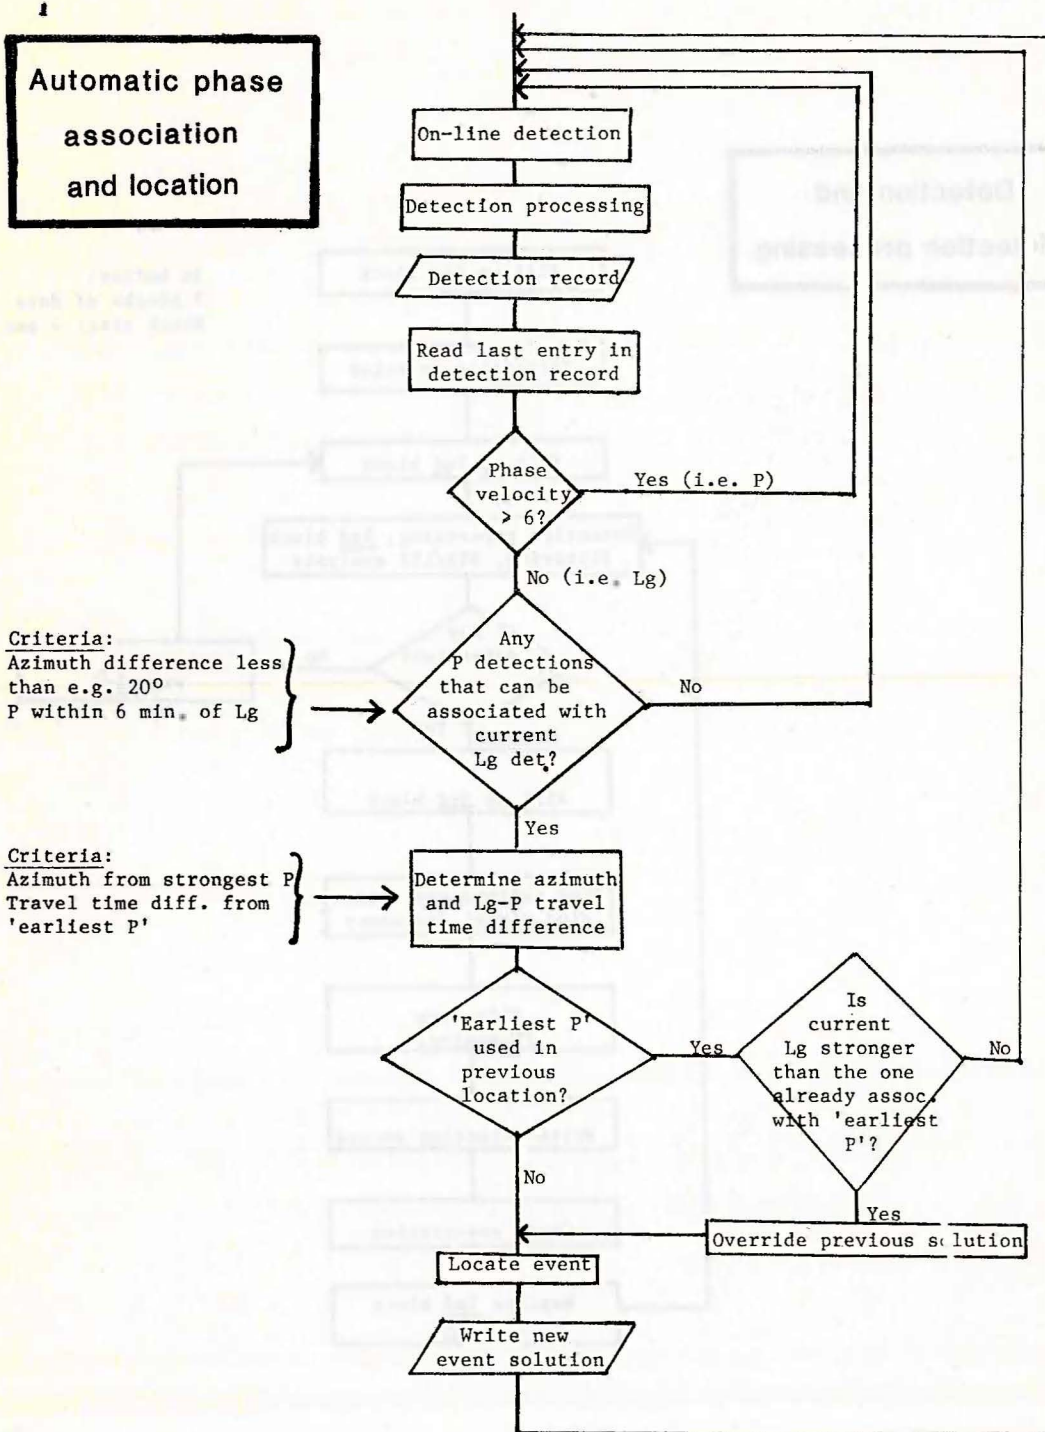 Automatic phase
association
and location
On-line detection
Detection processing
Detection record
Read last entry in
detection record
Phase
velocity
> 6?
Yes (i.e. P)
No (i.e. Lg)
Criteria:
Azimuth difference less
than e.g. 20°
P within 6 min. of Lg
Any
P detections
that can be
associated with
current
Lg det.?
No
Yes
Criteria:
Azimuth from strongest P
Travel time diff. from
'earliest P'
Determine azimuth
and Lg-P travel
time difference
'Earliest P'
used in
previous
location?
Yes
Is
current
Lg stronger
than the one
already assoc.
with 'earliest
P'?
No
No
Yes
Override previous solution
Locate event
Write new
event solution